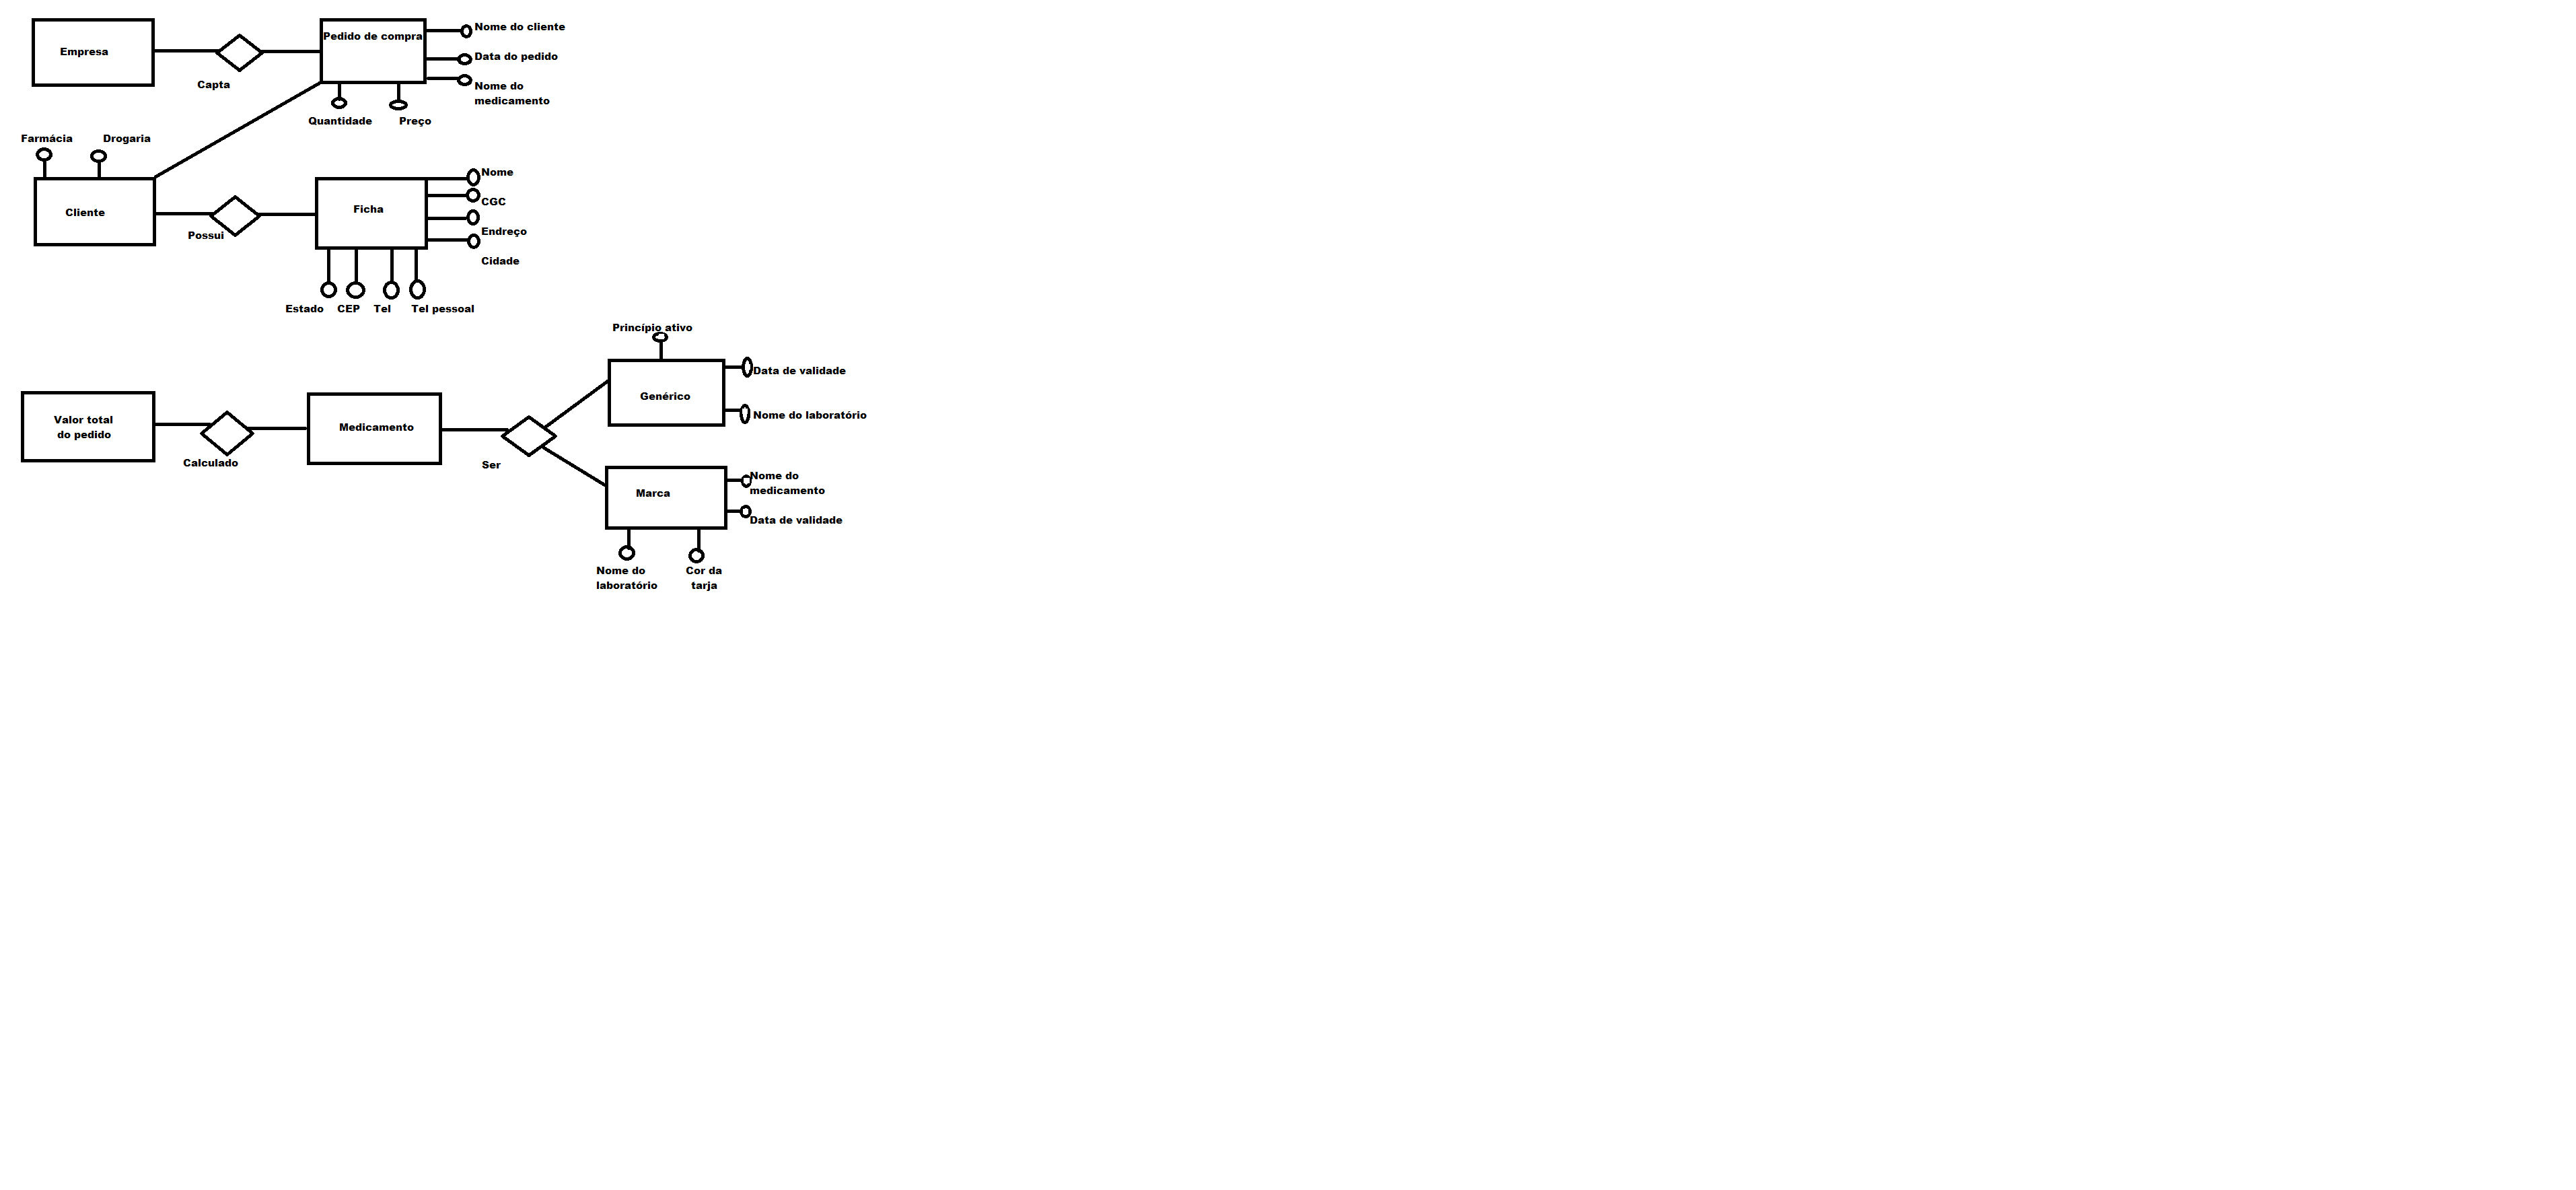 Empresa
Capta
Pedido de compra
Nome do cliente
Data do pedido
Nome do
medicamento
Quantidade
Preço
Farmácia
Drogaria
Cliente
Possui
Ficha
Nome
CGC
Endreço
Cidade
Estado
CEP
Tel
Tel pessoal
Valor total
do pedido
Calculado
Medicamento
Ser
Princípio ativo
Genérico
Data de validade
Nome do laboratório
Marca
Nome do
medicamento
Data de validade
Nome do
laboratório
Cor da
tarja